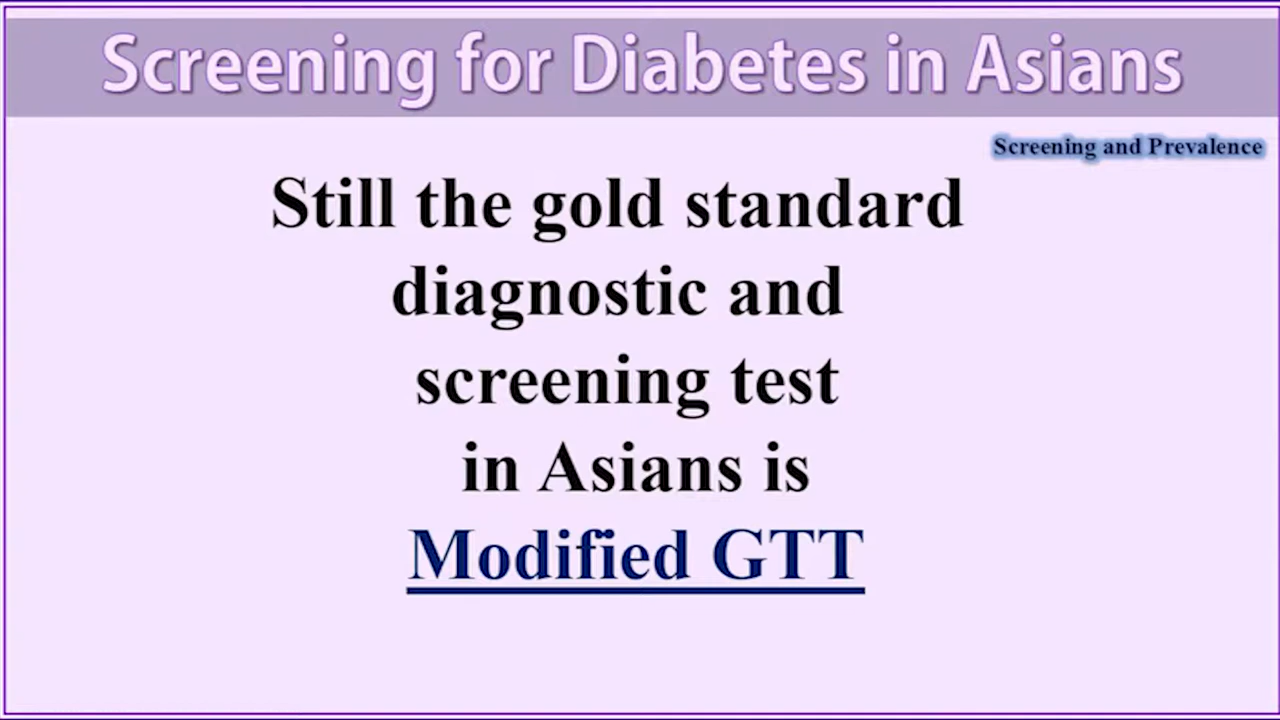 Screening for Diabetes in Asians
Screening and Prevalence
Still the gold standard
diagnostic and
screening test
in Asians is
Modified GTT